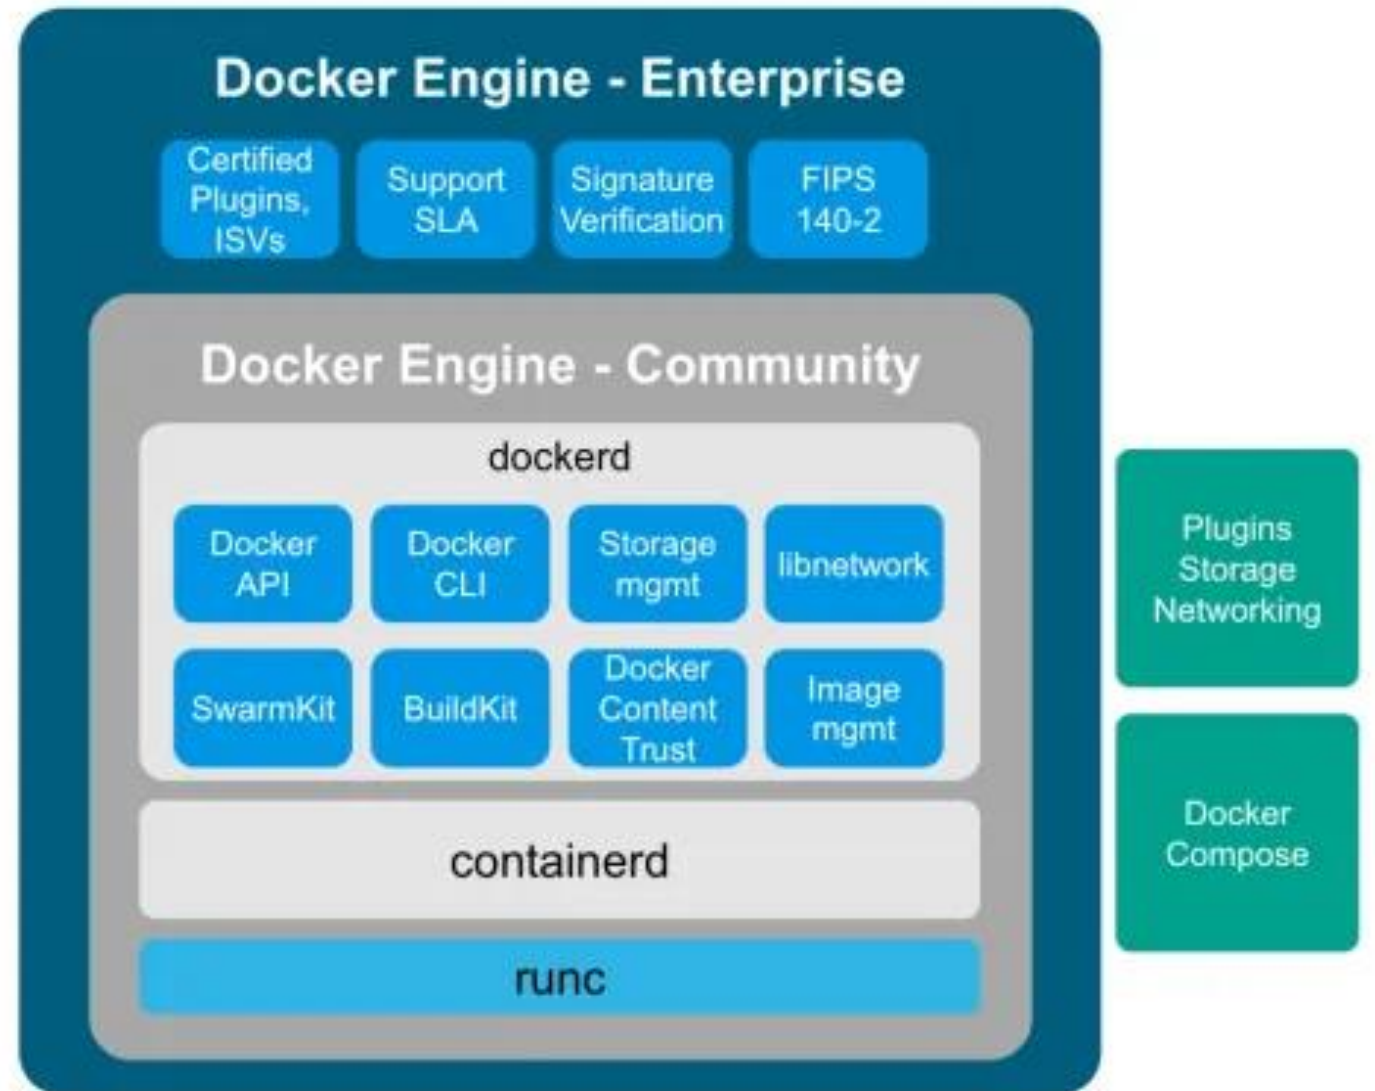 Docker Engine - Enterprise
Certified
Plugins,
ISVs
Support
SLA
Signature
Verification
FIPS
140-2
Docker Engine - Community
dockerd
Docker
API
Docker
CLI
Storage
mgmt
libnetwork
SwarmKit
BuildKit
Docker
Content
Trust
Image
mgmt
containerd
runc
Plugins
Storage
Networking
Docker
Compose